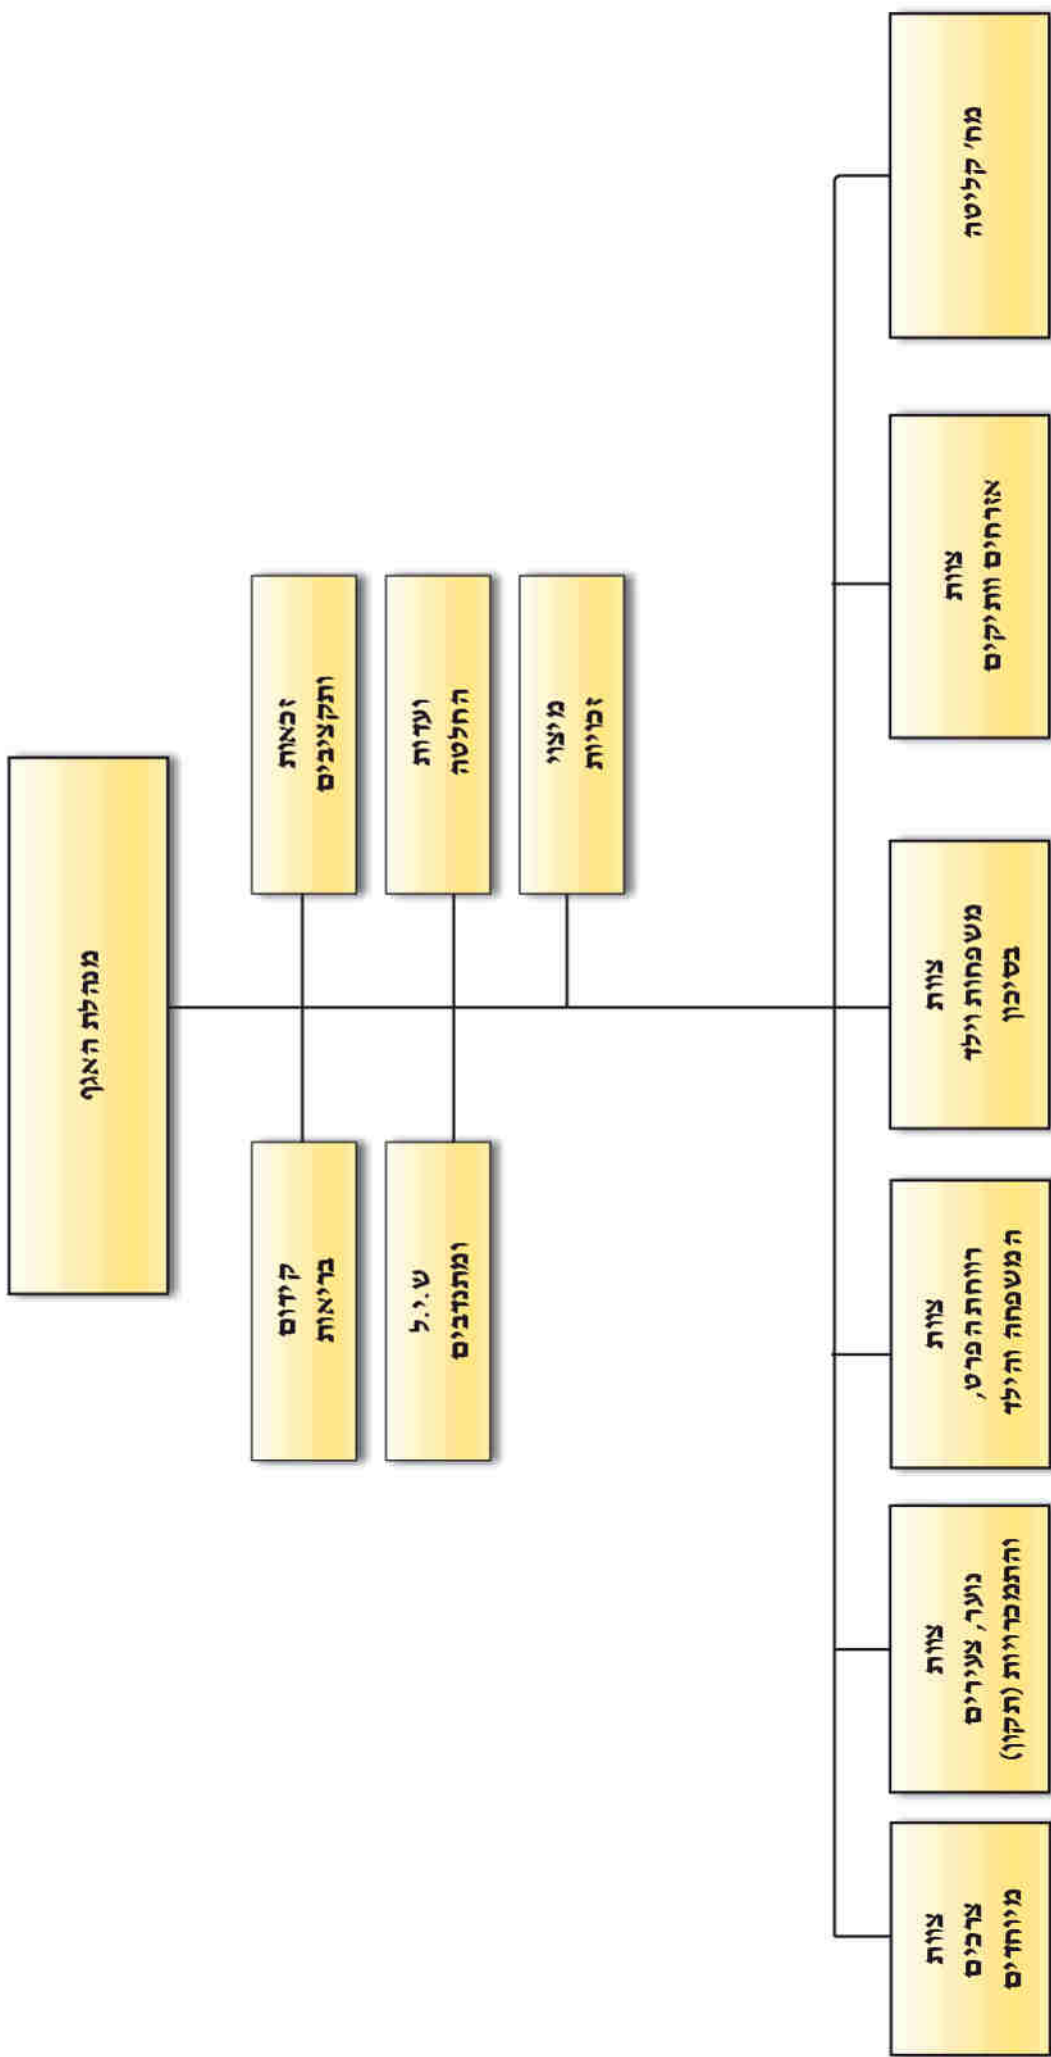 מנהלת האגף
זכאות
ותקציבים
קידום
בריאות
ועדות
החלטה
ש.י.ל
ומתנדבים
מיצוי
זכויות
מח' קליטה
צוות
אזרחים וותיקים
צוות
משפחות וילד
בסיכון
צוות
רווחת הפרט,
המשפחה והילד
צוות
נוער, צעירים
והתמכרויות (תקון)
צוות
צרכים
מיוחדים